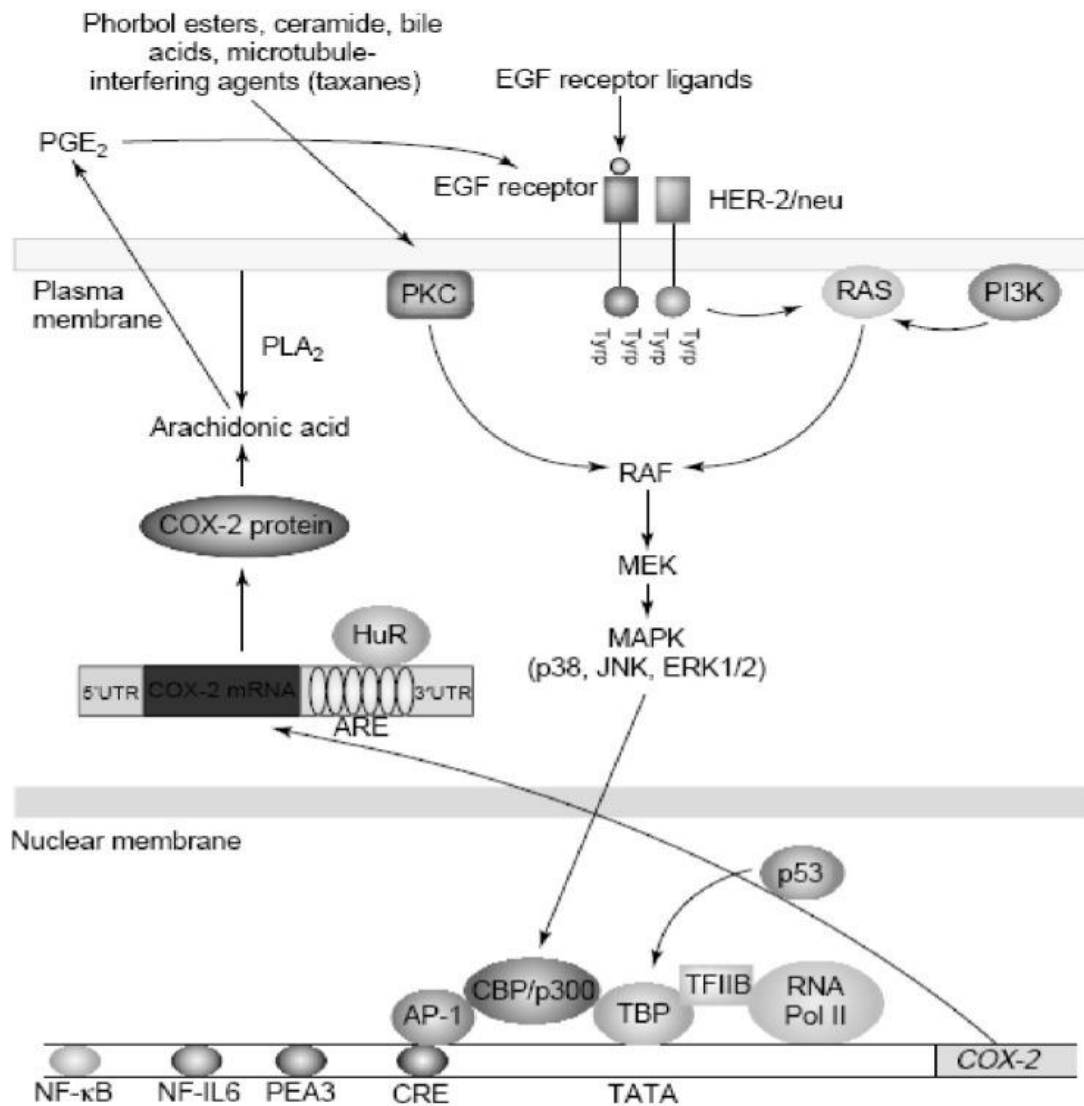 Phorbol esters, ceramide, bile
acids, microtubule-
interfering agents (taxanes)
EGF receptor ligands
PGE2
EGF receptor
HER-2/neu
Plasma
membrane
PKC
RAS
PI3K
Tyrp
Tyrp
Tyrp
Tyrp
PLA2
Arachidonic acid
RAF
COX-2 protein
MEK
HuR
MAPK
(p38, JNK, ERK1/2)
5'UTR
COX-2 mRNA
3'UTR
ARE
Nuclear membrane
p53
CBP/p300
TFIIB
RNA
Pol II
AP-1
TBP
COX-2
NF-κB
NF-IL6
PEA3
CRE
TATA